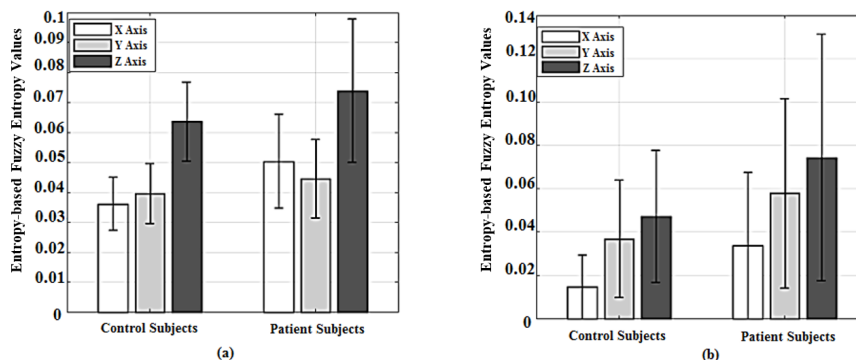 Entropy-based Fuzzy Entropy Values
0.1
0.09
0.08
0.07
0.06
0.05
0.04
0.03
0.02
0.01
0
X Axis
Y Axis
Z Axis
Control Subjects
Patient Subjects
(a)
Entropy-based Fuzzy Entropy Values
0.14
0.12
0.10
0.08
0.06
0.04
0.02
0
X Axis
Y Axis
Z Axis
Control Subjects
Patient Subjects
(b)